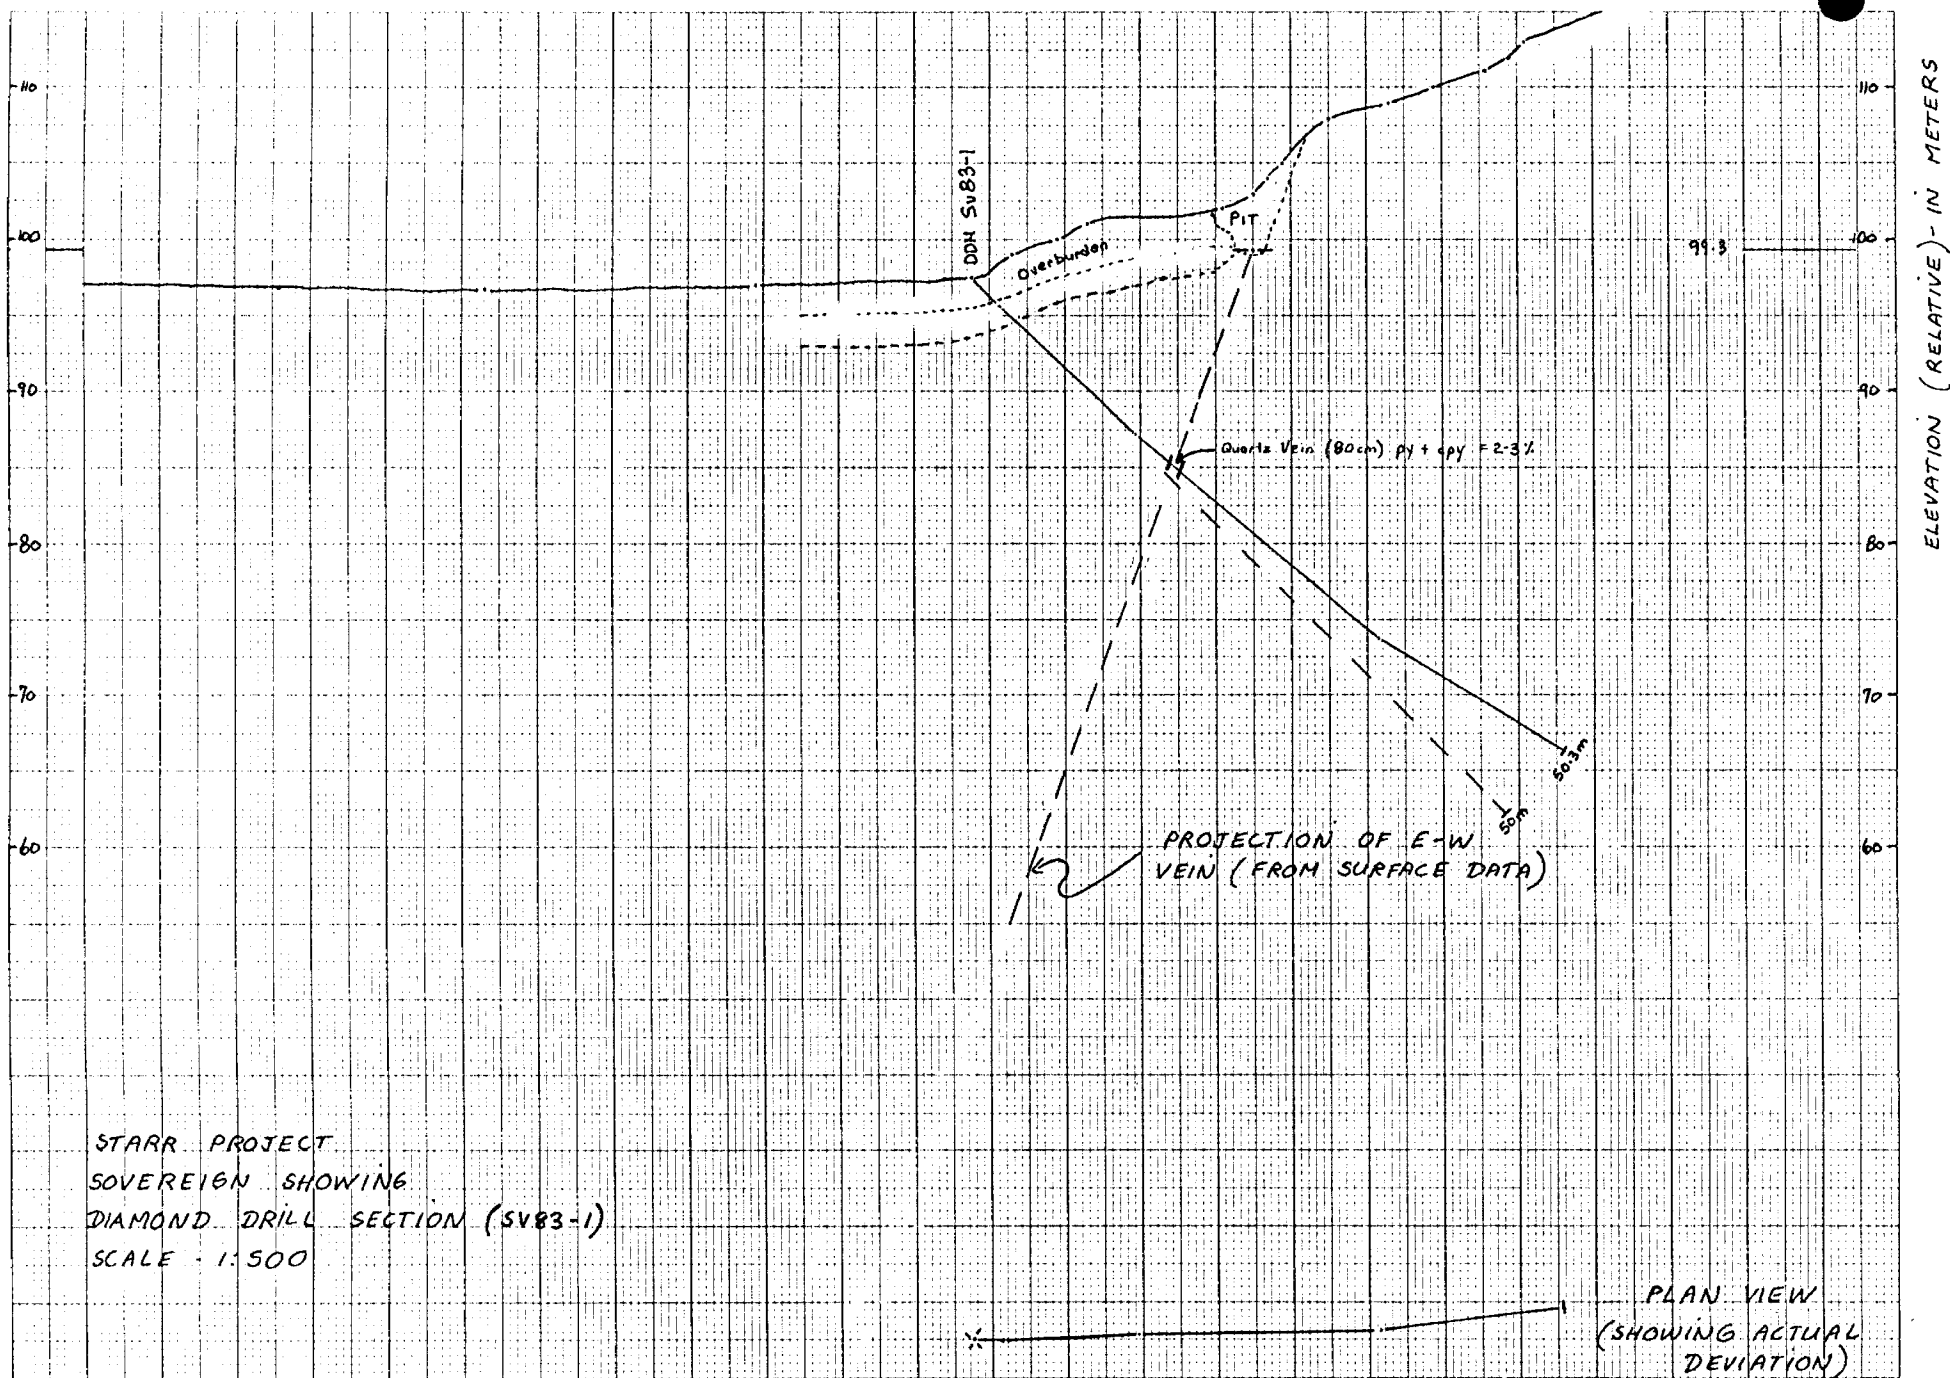 110
110
ELEVATION (RELATIVE) - IN METERS
DDH SV83-1
PIT
100
Overburden
99.3
100
90
90
Quartz Vein (80cm) py + cpy = 2-3%
80
80
70
70
50.3m
50m
60
PROJECTION OF E-W
60
VEIN (FROM SURFACE DATA)
STARR PROJECT
SOVEREIGN SHOWING
DIAMOND DRILL SECTION (SV83-1)
SCALE - 1:500
PLAN VIEW
(SHOWING ACTUAL
DEVIATION)